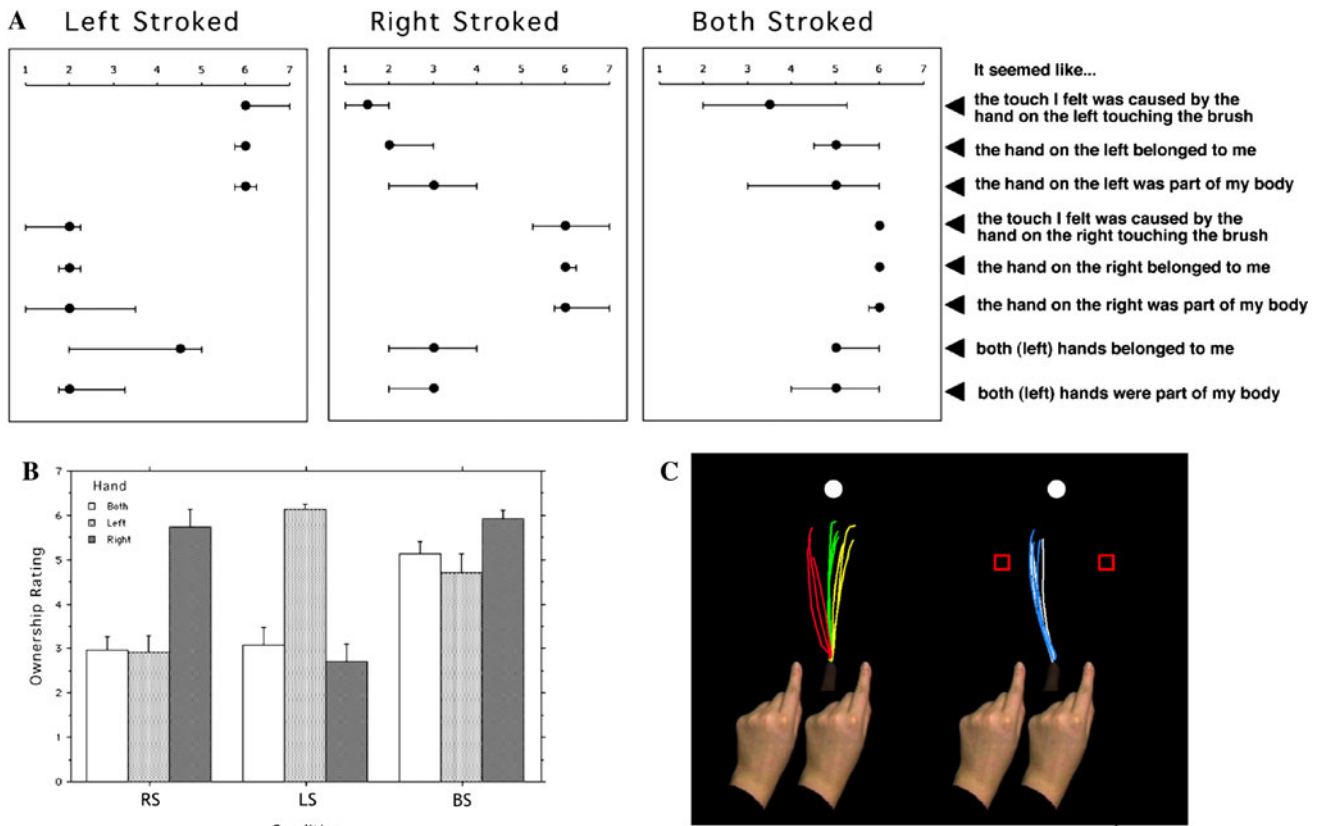 A Left Stroked Right Stroked Both Stroked
1 2 3 4 5 6 7 1 2 3 4 5 6 7 1 2 3 4 5 6 7
It seemed like...
the touch I felt was caused by the
hand on the left touching the brush
the hand on the left belonged to me
the hand on the left was part of my body
the touch I felt was caused by the
hand on the right touching the brush
the hand on the right belonged to me
the hand on the right was part of my body
both (left) hands belonged to me
both (left) hands were part of my body
B
Hand
Both
Left
Right
Ownership Rating
7
6
5
4
3
2
1
0
RS LS BS
C